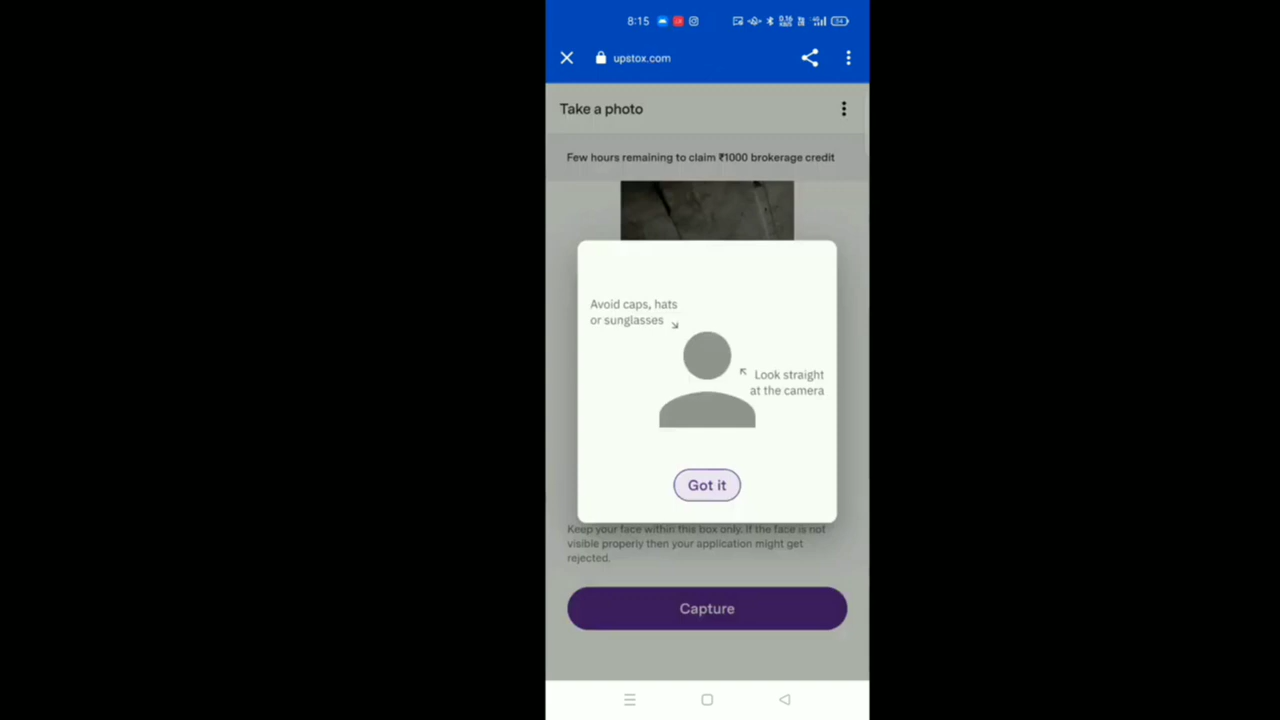 8:15
54
upstox.com
Take a photo
Few hours remaining to claim ₹1000 brokerage credit
Avoid caps, hats
or sunglasses
Look straight
at the camera
Got it
Keep your face within this box only. If the face is not
visible properly then your application might get
rejected.
Capture